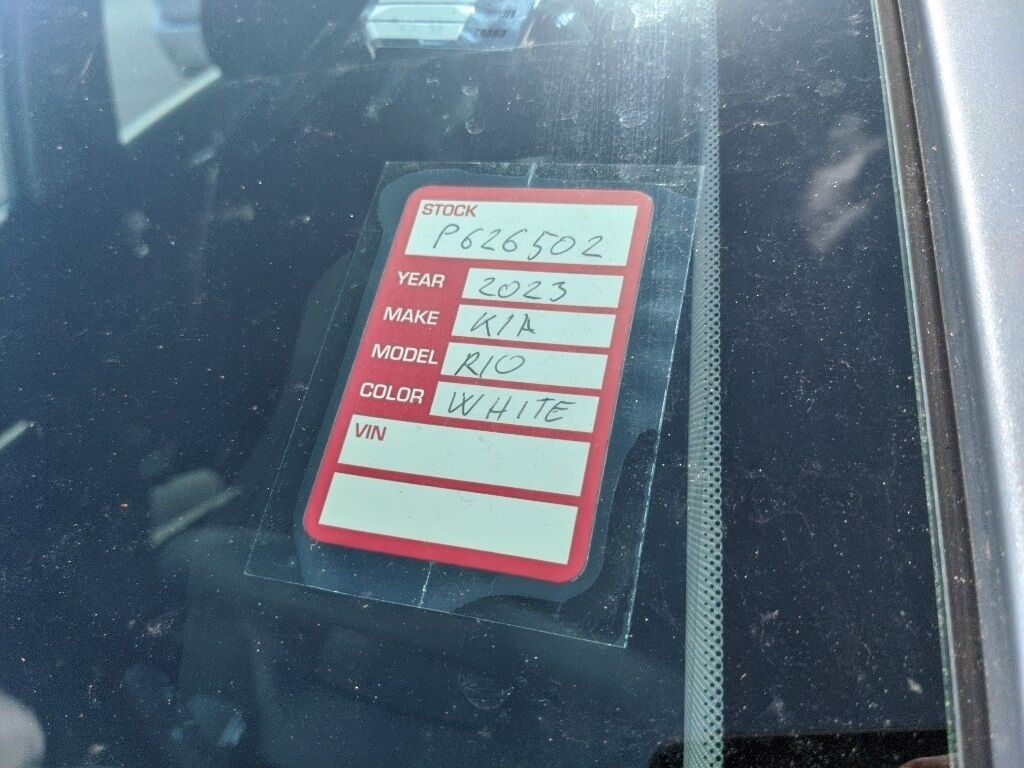 STOCK
P626502
YEAR 2023
MAKE KIA
MODEL RIO
COLOR WHITE
VIN